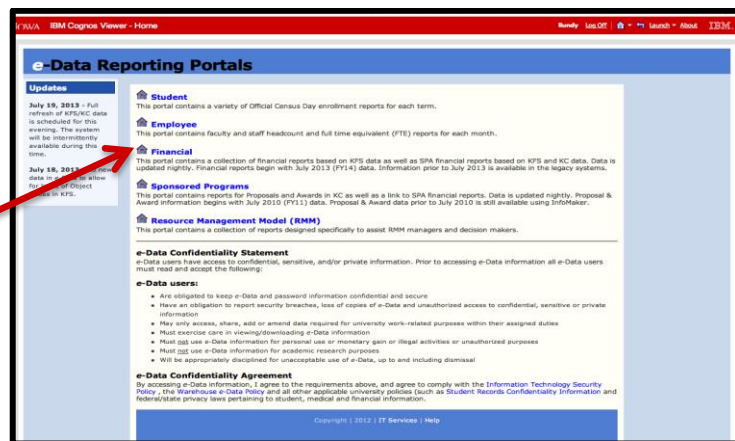 IOWA IBM Cognos Viewer - Home Rundy Log Off Launch About IBM.
e-Data Reporting Portals
Updates
July 19, 2013 - Full
refresh of KFS/KC data
is scheduled for this
evening. The system
will be intermittently
available during this
time.
July 18, 2013 new
data in e- to allow
for of Object
in KFS.
Student
This portal contains a variety of Official Census Day enrollment reports for each term.
Employee
This portal contains faculty and staff headcount and full time equivalent (FTE) reports for each month.
Financial
This portal contains a collection of financial reports based on KFS data as well as SPA financial reports based on KFS and KC data. Data is
updated nightly. Financial reports begin with July 2013 (FY14) data. Information prior to July 2013 is available in the legacy systems.
Sponsored Programs
This portal contains reports for Proposals and Awards in KC as well as a link to SPA financial reports. Data is updated nightly. Proposal &
Award information begins with July 2010 (FY11) data. Proposal & Award data prior to July 2010 is still available using InfoMaker.
Resource Management Model (RMM)
This portal contains a collection of reports designed specifically to assist RMM managers and decision makers.
e-Data Confidentiality Statement
e-Data users have access to confidential, sensitive, and/or private information. Prior to accessing e-Data information all e-Data users
must read and accept the following:
e-Data users:
• Are obligated to keep e-Data and password information confidential and secure
• Have an obligation to report security breaches, loss of copies of e-Data and unauthorized access to confidential, sensitive or private
information
• May only access, share, add or amend data required for university work-related purposes within their assigned duties
• Must exercise care in viewing/downloading e-Data information
• Must not use e-Data information for personal use or monetary gain or illegal activities or unauthorized purposes
• Must not use e-Data information for academic research purposes
• Will be appropriately disciplined for unacceptable use of e-Data, up to and including dismissal
e-Data Confidentiality Agreement
By accessing e-Data information, I agree to the requirements above, and agree to comply with the Information Technology Security
Policy , the Warehouse e-Data Policy and all other applicable university policies (such as Student Records Confidentiality Information and
federal/state privacy laws pertaining to student, medical and financial information.
Copyright | 2012 | IT Services | Help